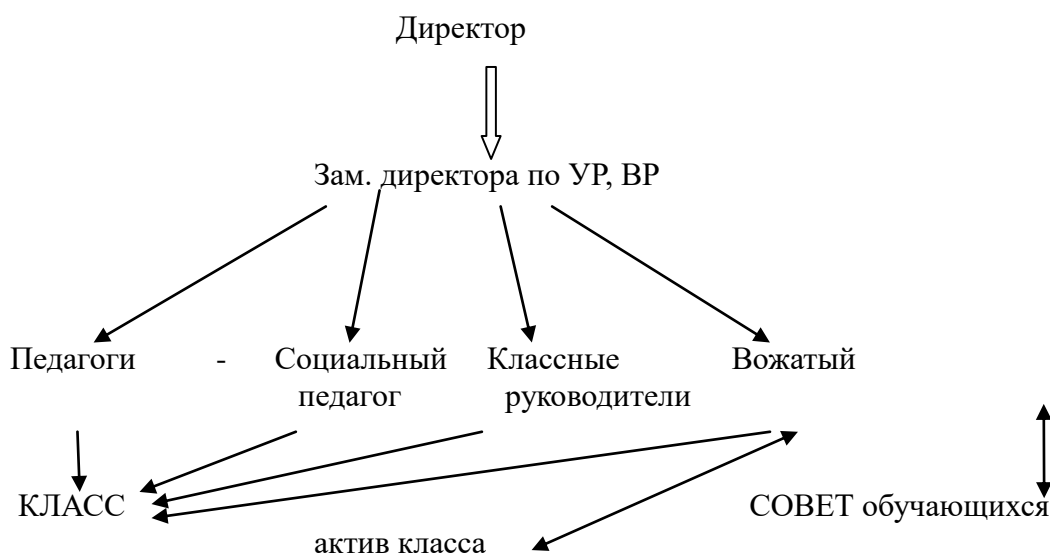 Директор
Зам. директора по УР, ВР
Педагоги - Социальный Классные Вожатый
педагог руководители
КЛАСС СОВЕТ обучающихся
актив класса